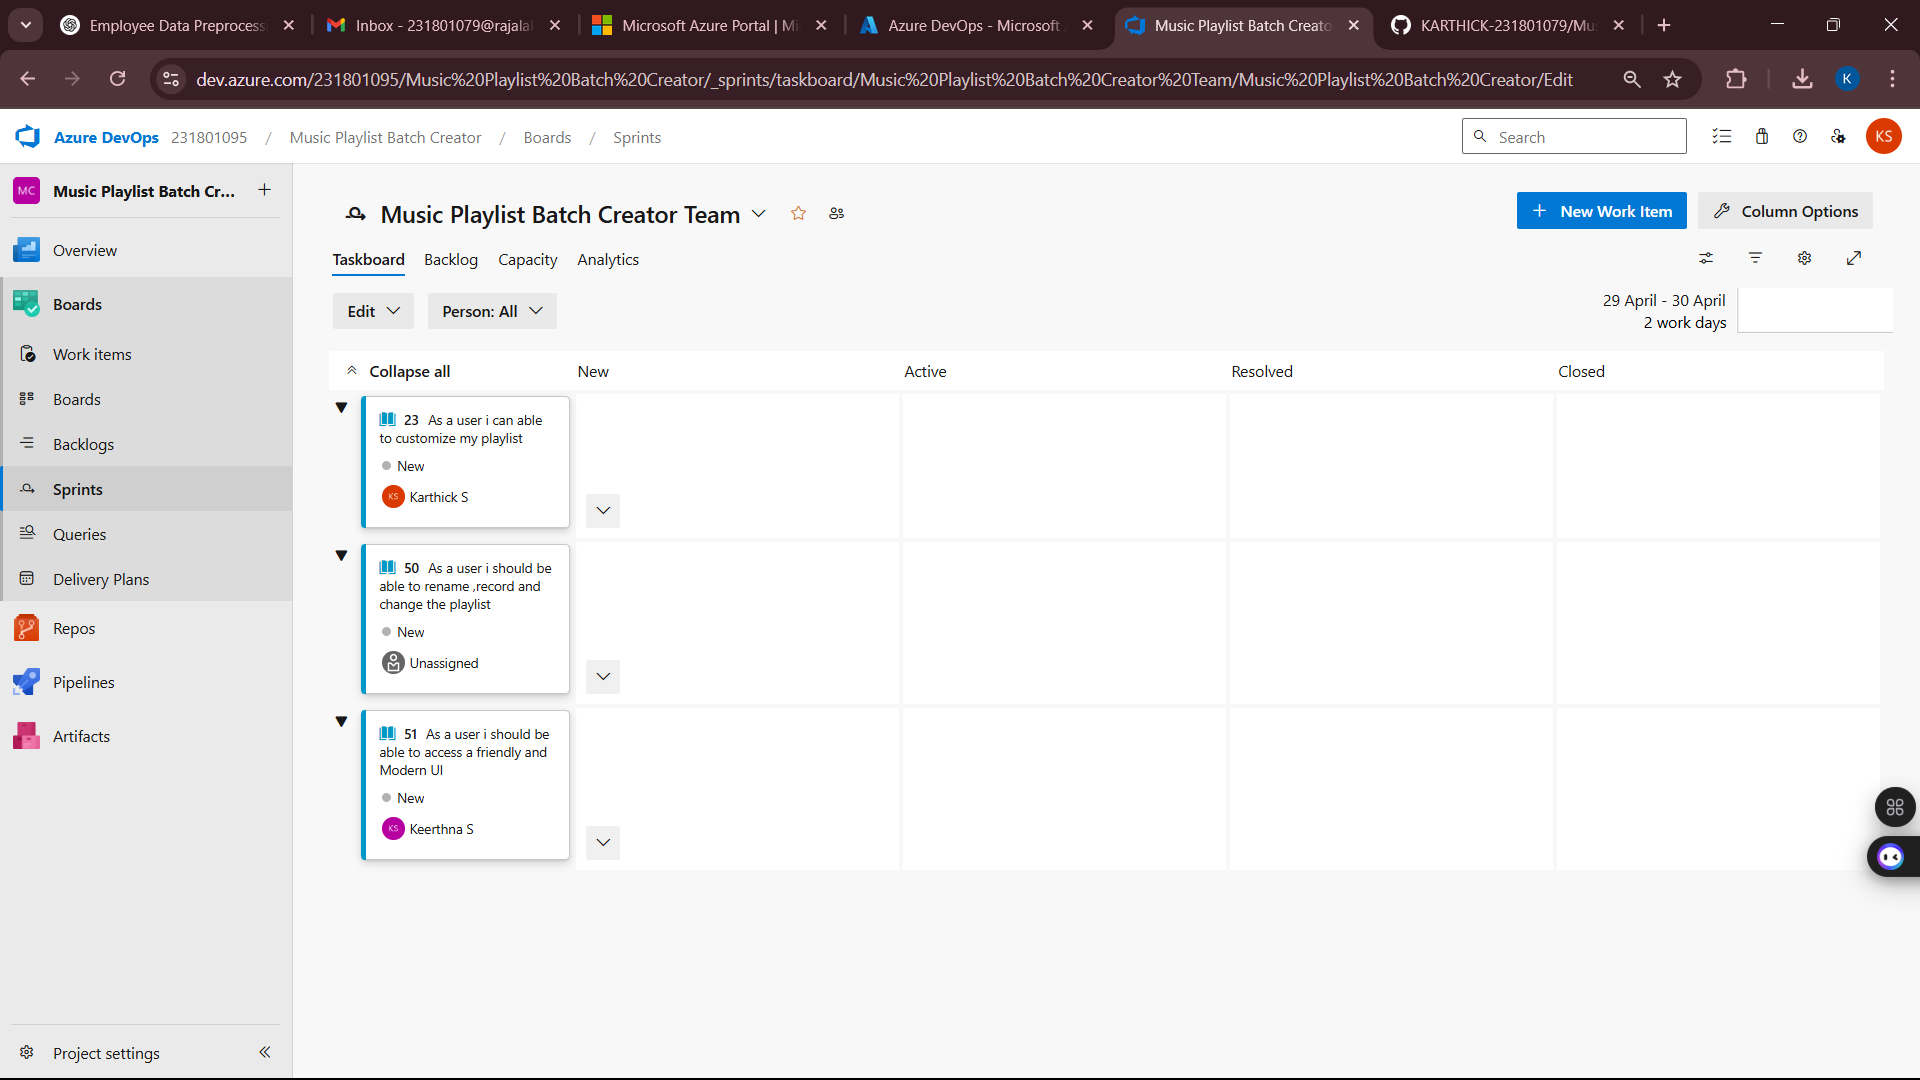 Employee Data Preprocess
Inbox - 231801079@rajala
Microsoft Azure Portal | Mi
Azure DevOps - Microsoft
Music Playlist Batch Creato
KARTHICK-231801079/Mu
dev.azure.com/231801095/Music%20Playlist%20Batch%20Creator/_sprints/taskboard/Music%20Playlist%20Batch%20Creator%20Team/Music%20Playlist%20Batch%20Creator/Edit
K
Azure DevOps 231801095 / Music Playlist Batch Creator / Boards / Sprints
Search
KS
MC Music Playlist Batch Cr...
Overview
Boards
Work items
Boards
Backlogs
Sprints
Queries
Delivery Plans
Repos
Pipelines
Artifacts
Project settings
Music Playlist Batch Creator Team
New Work Item
Column Options
Taskboard Backlog Capacity Analytics
Edit
Person: All
29 April - 30 April
2 work days
Collapse all New Active Resolved Closed
23 As a user i can able
to customize my playlist
New
KS Karthick S
50 As a user i should be
able to rename ,record and
change the playlist
New
Unassigned
51 As a user i should be
able to access a friendly and
Modern UI
New
KS Keerthna S